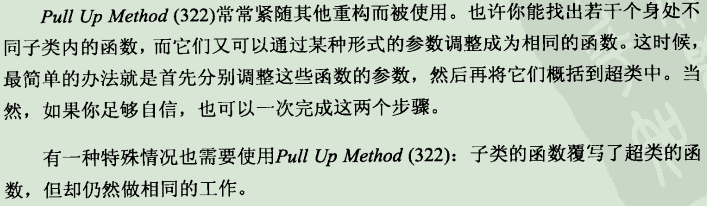 Pull Up Method (322)常常紧随其他重构而被使用。也许你能找出若干个身处不
同子类内的函数，而它们又可以通过某种形式的参数调整成为相同的函数。这时候，
最简单的办法就是首先分别调整这些函数的参数，然后再将它们概括到超类中。当
然，如果你足够自信，也可以一次完成这两个步骤。
有一种特殊情况也需要使用Pull Up Method (322)：子类的函数覆写了超类的函
数，但却仍然做相同的工作。